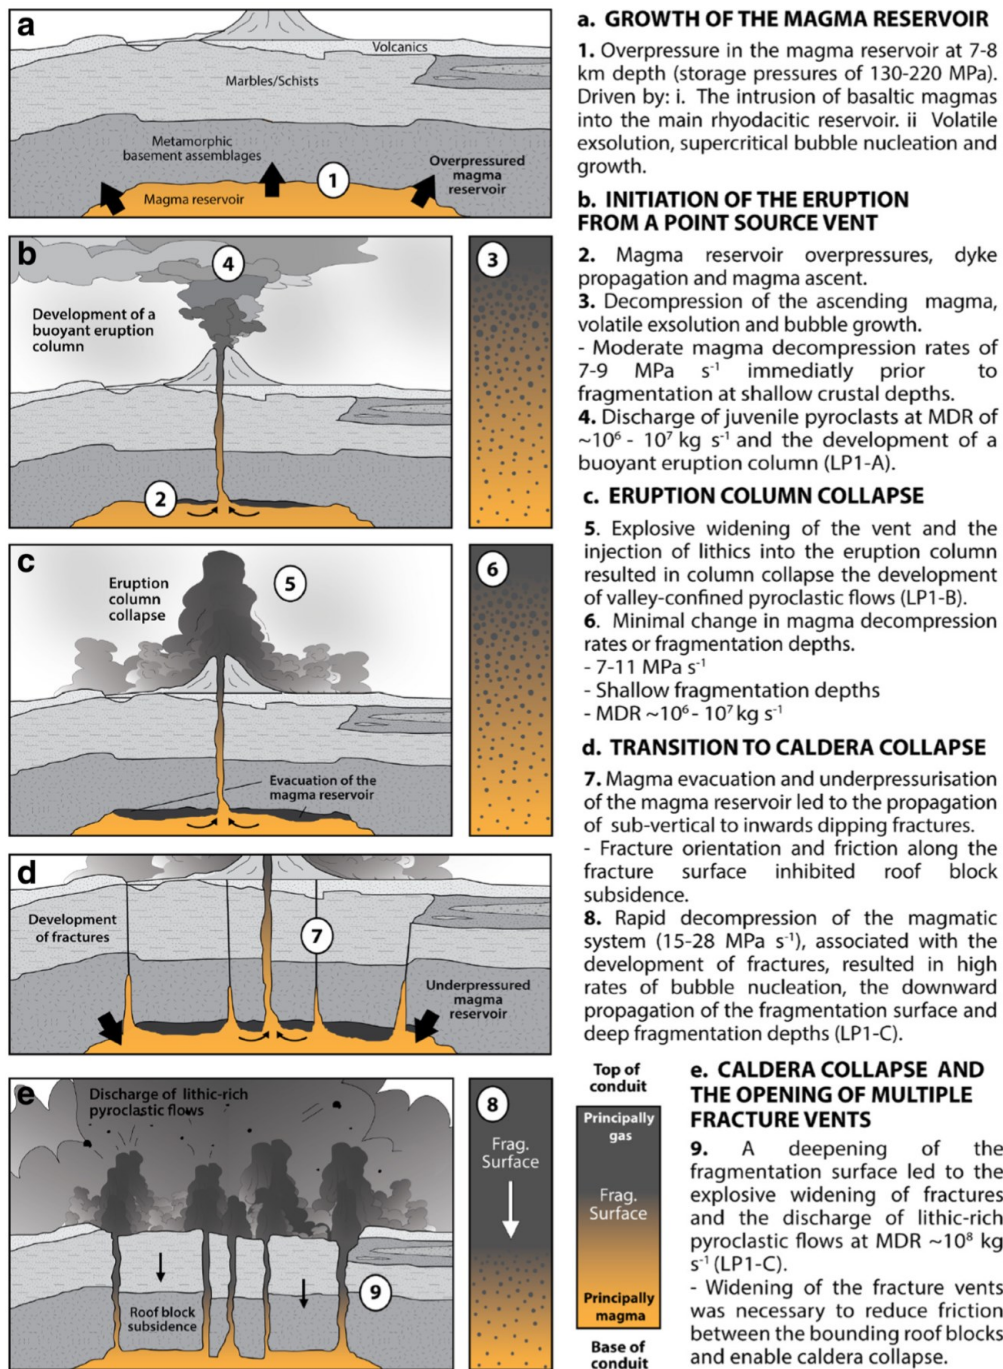 a
Volcanics
Marbles/Schists
Metamorphic
basement assemblages
Overpressured
magma
reservoir
1
Magma reservoir
b
4
Development of a
buoyant eruption
column
2
3
c
Eruption
column
collapse
5
Evacuation of the
magma reservoir
6
d
Development
of fractures
7
Underpressured
magma
reservoir
e
Discharge of lithic-rich
pyroclastic flows
Roof block
subsidence
9
8
Frag.
Surface
a. GROWTH OF THE MAGMA RESERVOIR
1. Overpressure in the magma reservoir at 7-8
km depth (storage pressures of 130-220 MPa).
Driven by: i. The intrusion of basaltic magmas
into the main rhyodacitic reservoir. ii Volatile
exsolution, supercritical bubble nucleation and
growth.
b. INITIATION OF THE ERUPTION
FROM A POINT SOURCE VENT
2. Magma reservoir overpressures, dyke
propagation and magma ascent.
3. Decompression of the ascending magma,
volatile exsolution and bubble growth.
- Moderate magma decompression rates of
7-9 MPa s⁻¹ immediatly prior to
fragmentation at shallow crustal depths.
4. Discharge of juvenile pyroclasts at MDR of
~10⁶ - 10⁷ kg s⁻¹ and the development of a
buoyant eruption column (LP1-A).
c. ERUPTION COLUMN COLLAPSE
5. Explosive widening of the vent and the
injection of lithics into the eruption column
resulted in column collapse the development
of valley-confined pyroclastic flows (LP1-B).
6. Minimal change in magma decompression
rates or fragmentation depths.
- 7-11 MPa s⁻¹
- Shallow fragmentation depths
- MDR ~10⁶ - 10⁷ kg s⁻¹
d. TRANSITION TO CALDERA COLLAPSE
7. Magma evacuation and underpressurisation
of the magma reservoir led to the propagation
of sub-vertical to inwards dipping fractures.
- Fracture orientation and friction along the
fracture surface inhibited roof block
subsidence.
8. Rapid decompression of the magmatic
system (15-28 MPa s⁻¹), associated with the
development of fractures, resulted in high
rates of bubble nucleation, the downward
propagation of the fragmentation surface and
deep fragmentation depths (LP1-C).
Top of
conduit
Principally
gas
Frag.
Surface
Principally
magma
Base of
conduit
e. CALDERA COLLAPSE AND
THE OPENING OF MULTIPLE
FRACTURE VENTS
9. A deepening of the
fragmentation surface led to the
explosive widening of fractures
and the discharge of lithic-rich
pyroclastic flows at MDR ~10⁸ kg
s⁻¹ (LP1-C).
- Widening of the fracture vents
was necessary to reduce friction
between the bounding roof blocks
and enable caldera collapse.